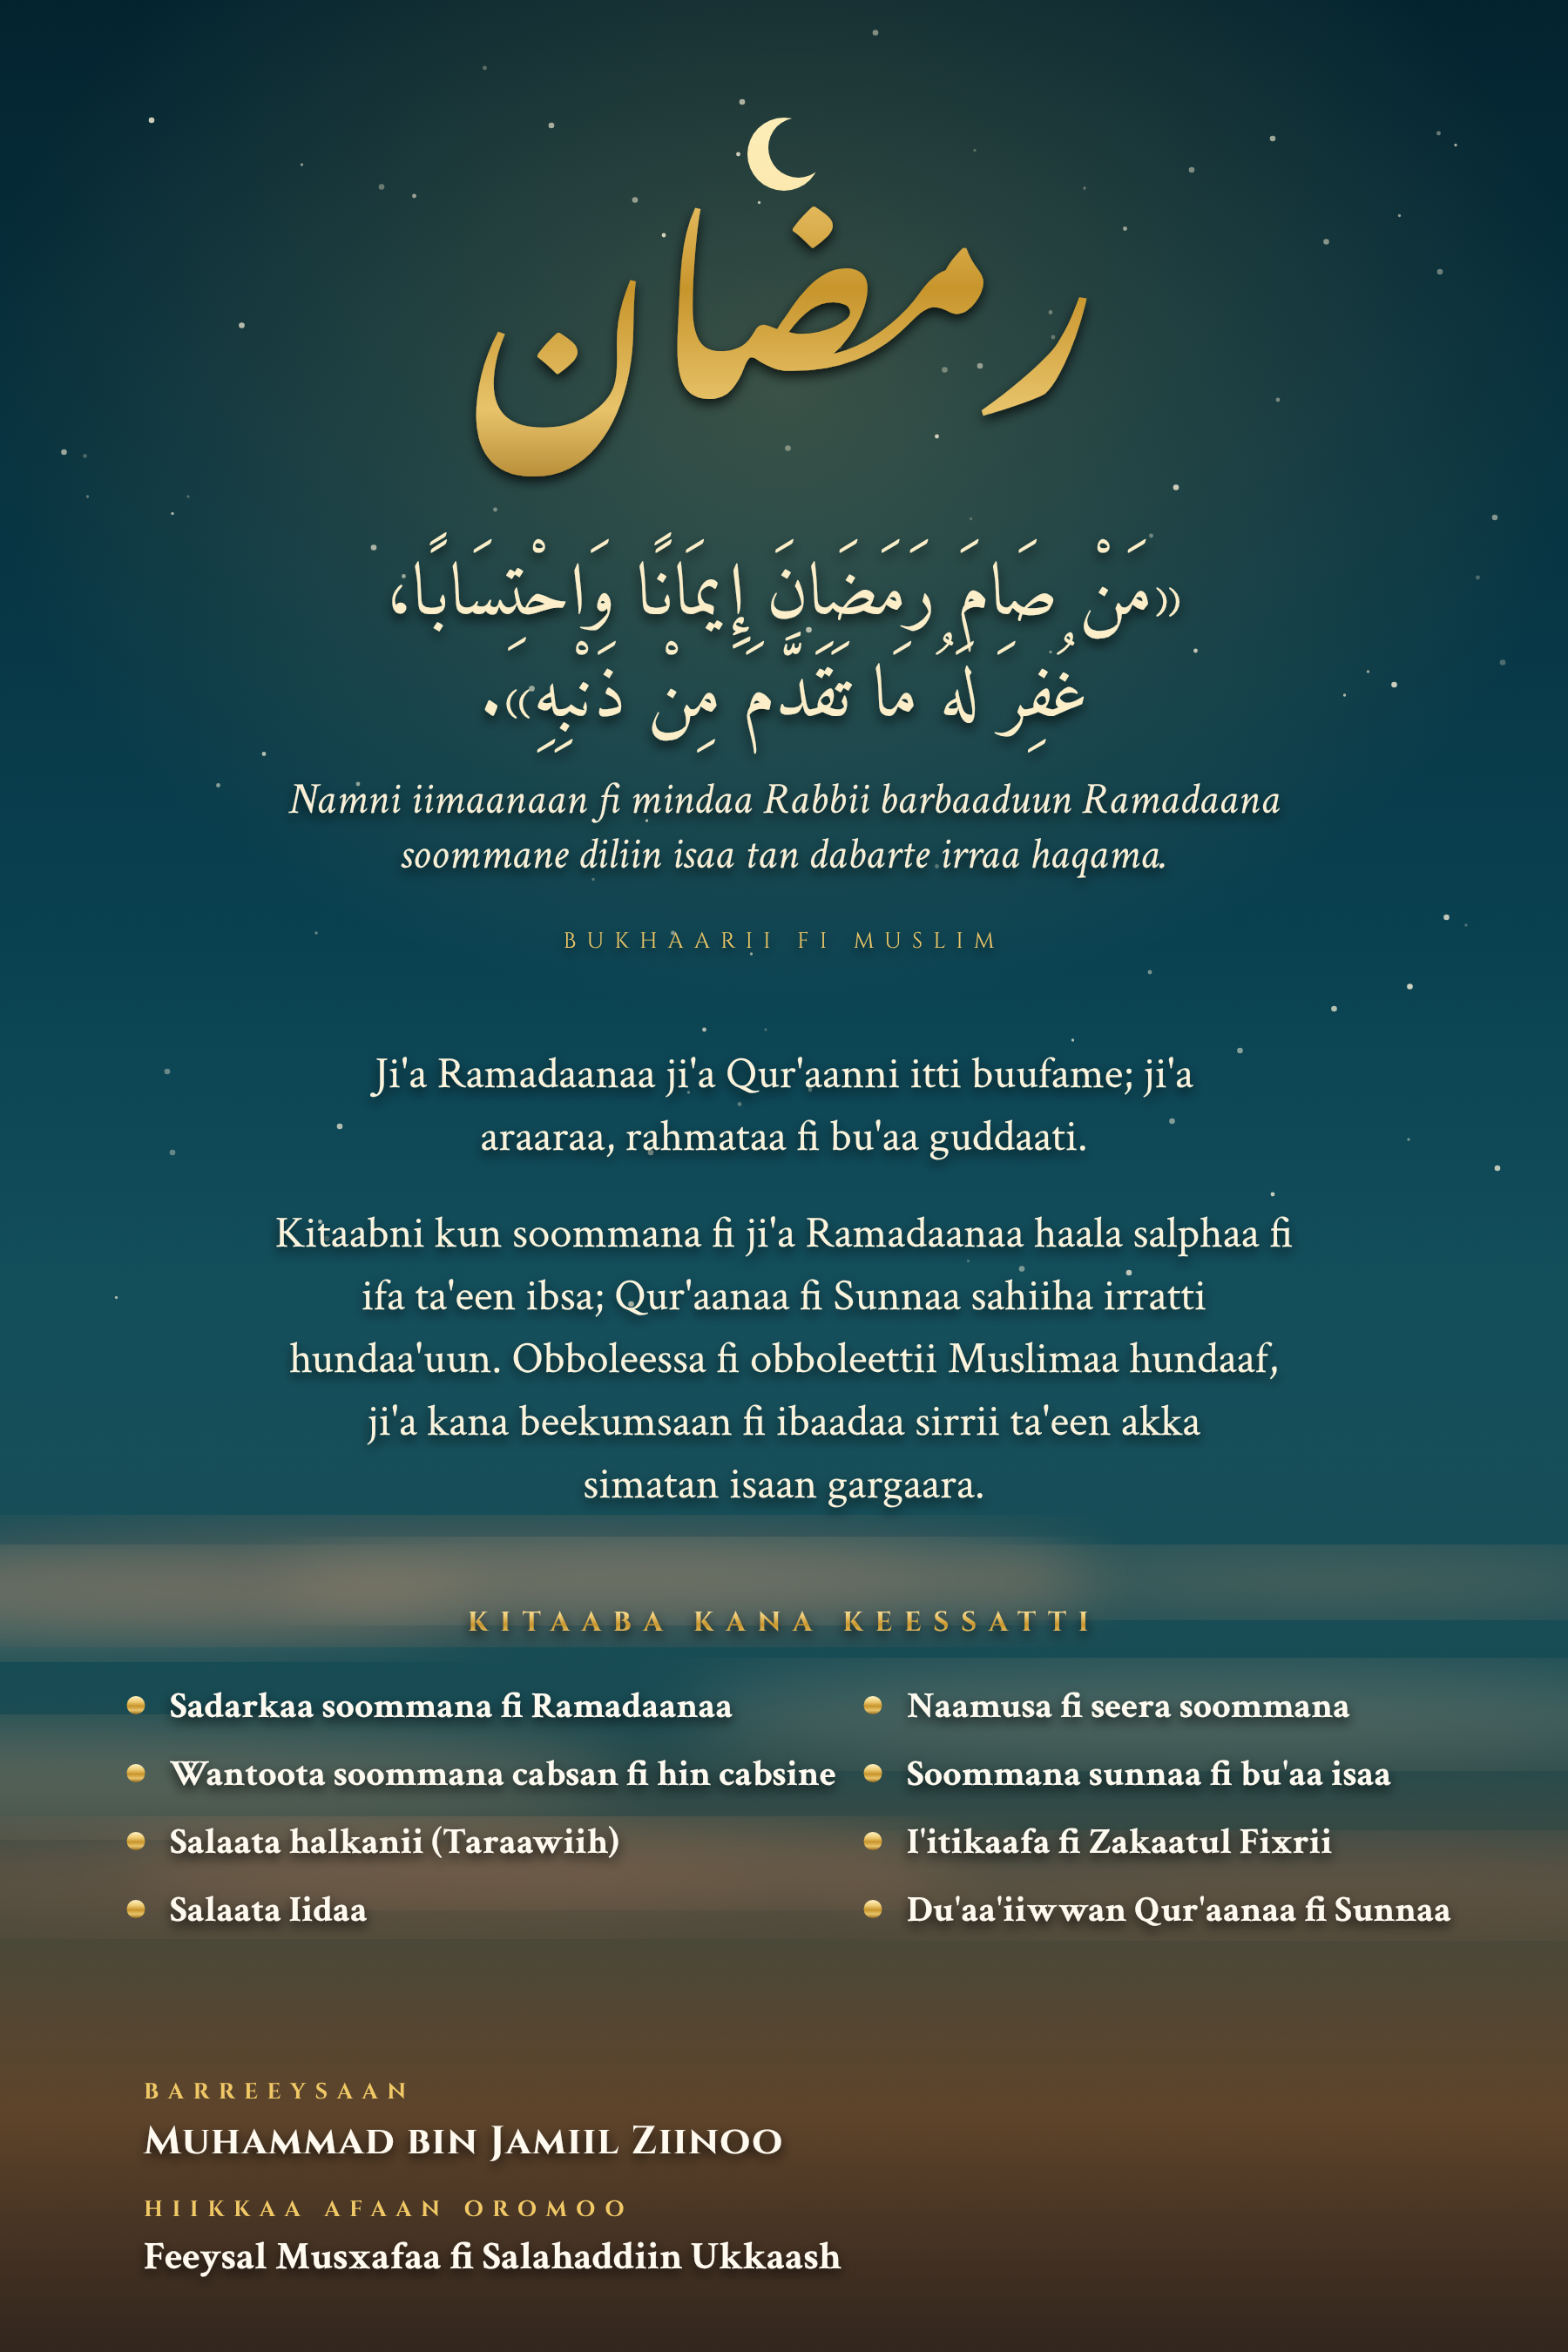 رمضان
«مَنْ صَامَ رَمَضَانَ إِيمَانًا وَاحْتِسَابًا،
غُفِرَ لَهُ مَا تَقَدَّمَ مِنْ ذَنْبِهِ».
Namni iimaanaan fi mindaa Rabbii barbaaduun Ramadaana
soommane diliin isaa tan dabarte irraa haqama.
BUKHAARII FI MUSLIM
Ji'a Ramadaanaa ji'a Qur'aanni itti buufame; ji'a
araaraa, rahmataa fi bu'aa guddaati.
Kitaabni kun soommana fi ji'a Ramadaanaa haala salphaa fi
ifa ta'een ibsa; Qur'aanaa fi Sunnaa sahiiha irratti
hundaa'uun. Obboleessa fi obboleettii Muslimaa hundaaf,
ji'a kana beekumsaan fi ibaadaa sirrii ta'een akka
simatan isaan gargaara.
KITAABA KANA KEESSATTI
Sadarkaa soommana fi Ramadaanaa
Wantoota soommana cabsan fi hin cabsine
Salaata halkanii (Taraawiih)
Salaata Iidaa
Naamusa fi seera soommana
Soommana sunnaa fi bu'aa isaa
I'itikaafa fi Zakaatul Fixrii
Du'aa'iiwwan Qur'aanaa fi Sunnaa
BARREEYSAAN
Muhammad bin Jamiil Ziinoo
HIIKKAA AFAAN OROMOO
Feeysal Musxafaa fi Salahaddiin Ukkaash